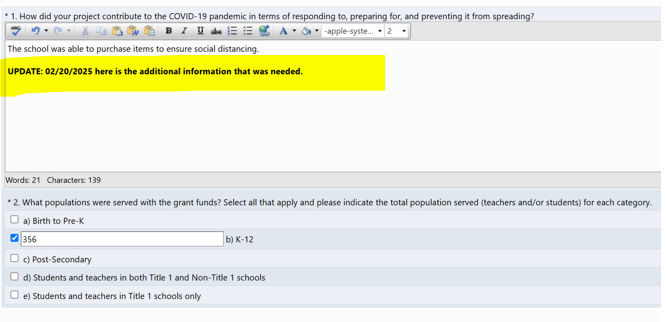 * 1. How did your project contribute to the COVID-19 pandemic in terms of responding to, preparing for, and preventing it from spreading?
B I U abc A -apple-syste... 2
The school was able to purchase items to ensure social distancing.
UPDATE: 02/20/2025 here is the additional information that was needed.
Words: 21 Characters: 139
* 2. What populations were served with the grant funds? Select all that apply and please indicate the total population served (teachers and/or students) for each category.
a) Birth to Pre-K
356 b) K-12
c) Post-Secondary
d) Students and teachers in both Title 1 and Non-Title 1 schools
e) Students and teachers in Title 1 schools only